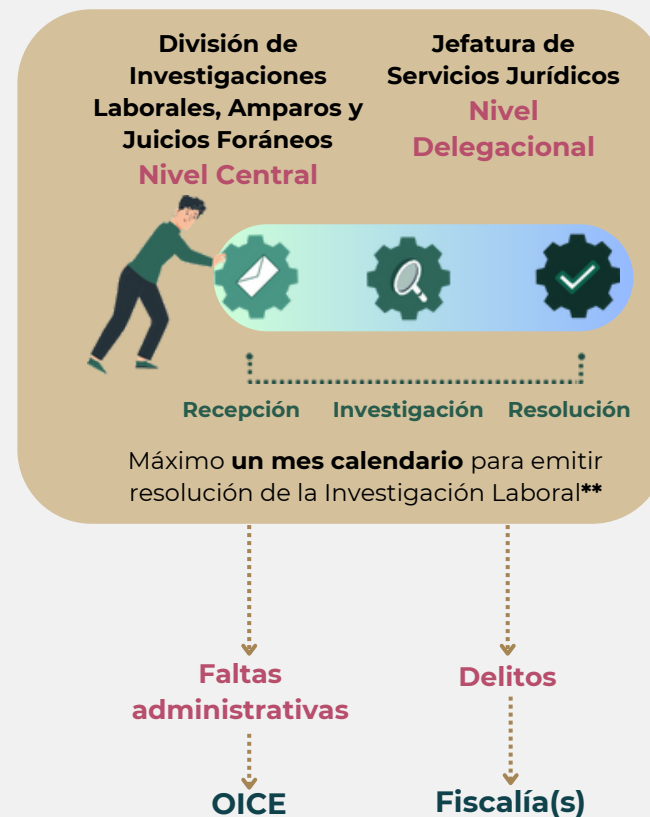 División de
Investigaciones
Laborales, Amparos y
Juicios Foráneos
Nivel Central
Jefatura de
Servicios Jurídicos
Nivel
Delegacional
Recepción
Investigación
Resolución
Máximo un mes calendario para emitir
resolución de la Investigación Laboral**
Faltas
administrativas
Delitos
OICE
Fiscalía(s)